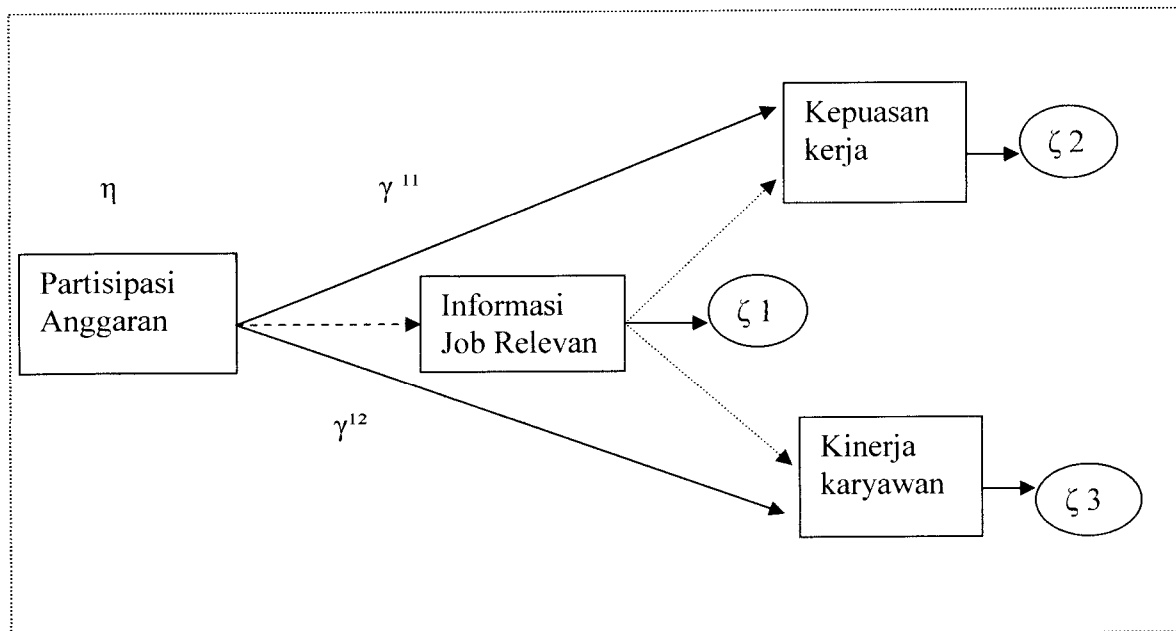 Kepuasan
kerja
ζ 2
η
γ ¹¹
Partisipasi
Anggaran
Informasi
Job Relevan
ζ 1
γ¹²
Kinerja
karyawan
ζ 3